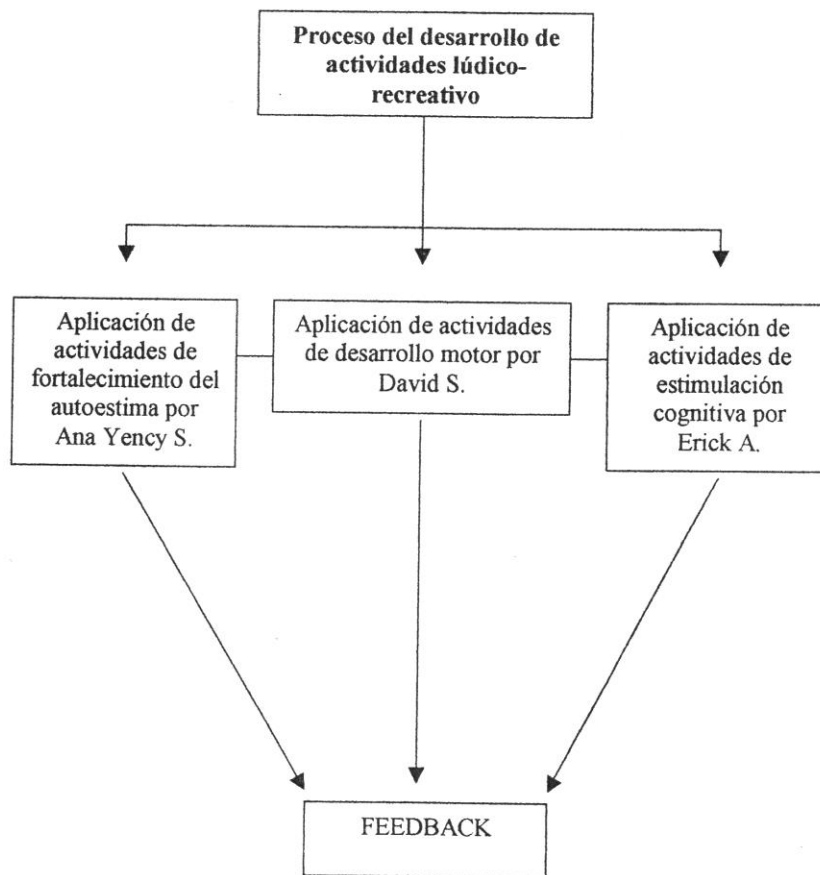 Proceso del desarrollo de
actividades lúdico-
recreativo
Aplicación de
actividades de
fortalecimiento del
autoestima por
Ana Yency S.
Aplicación de actividades
de desarrollo motor por
David S.
Aplicación de
actividades de
estimulación
cognitiva por
Erick A.
FEEDBACK